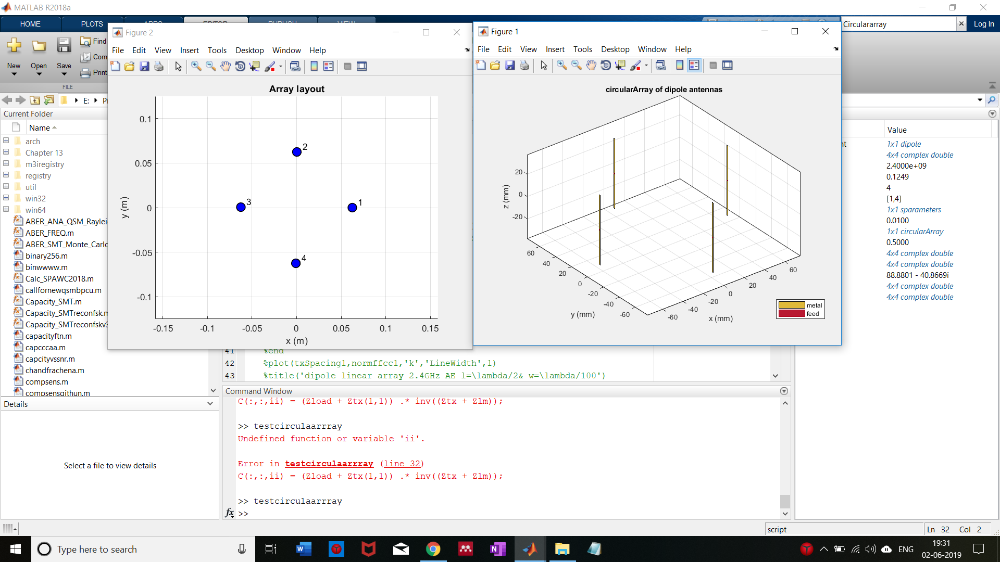 MATLAB R2018a
HOME
PLOTS
APPS
EDITOR
PUBLISH
VIEW
Circulararray
Log In
New
Open
Save
Find
Com
Print
FILE
E:
Current Folder
Name
arch
Chapter 13
m3iregistry
registry
util
win32
win64
ABER_ANA_QSM_Raylei
ABER_FREQ.m
ABER_SMT_Monte_Carlo
binary256.m
binwwww.m
Calc_SPAWC2018.m
callfornewqsmbpcu.m
Capacity_SMT.m
Capacity_SMTreconfsk.m
Capacity_SMTreconfskv3
capacityftn.m
capcccaa.m
capcityvssnr.m
chandfrachena.m
compsens.m
compsensgithun.m
Details
Select a file to view details
Figure 2
File Edit View Insert Tools Desktop Window Help
Array layout
0.1
0.05
0
-0.05
-0.1
y (m)
2
3
1
4
-0.15 -0.1 -0.05 0 0.05 0.1 0.15
x (m)
Figure 1
File Edit View Insert Tools Desktop Window Help
circularArray of dipole antennas
z (mm)
20
0
-20
60
40
20
0
-20
-40
-60
y (mm)
-60
-40
-20
0
20
40
60
x (mm)
metal
feed
Value
1x1 dipole
4x4 complex double
2.4000e+09
0.1249
4
[1,4]
1x1 sparameters
0.0100
1x1 circularArray
0.5000
4x4 complex double
4x4 complex double
88.8801 - 40.8669i
4x4 complex double
4x4 complex double
41 %end
42 %plot(txSpacing1,normffcc1,'k','LineWidth',1)
43 %title('dipole linear array 2.4GHz AE l=\lambda/2& w=\lambda/100')
Command Window
C(:,:,ii) = (Zload + Ztx(1,1)) .* inv((Ztx + Zlm));
>> testcirculaarrray
Undefined function or variable 'ii'.
Error in testcirculaarrray (line 32)
C(:,:,ii) = (Zload + Ztx(1,1)) .* inv((Ztx + Zlm));
>> testcirculaarrray
fx >>
script
Ln 32 Col 2
Type here to search
ENG
19:31
02-06-2019